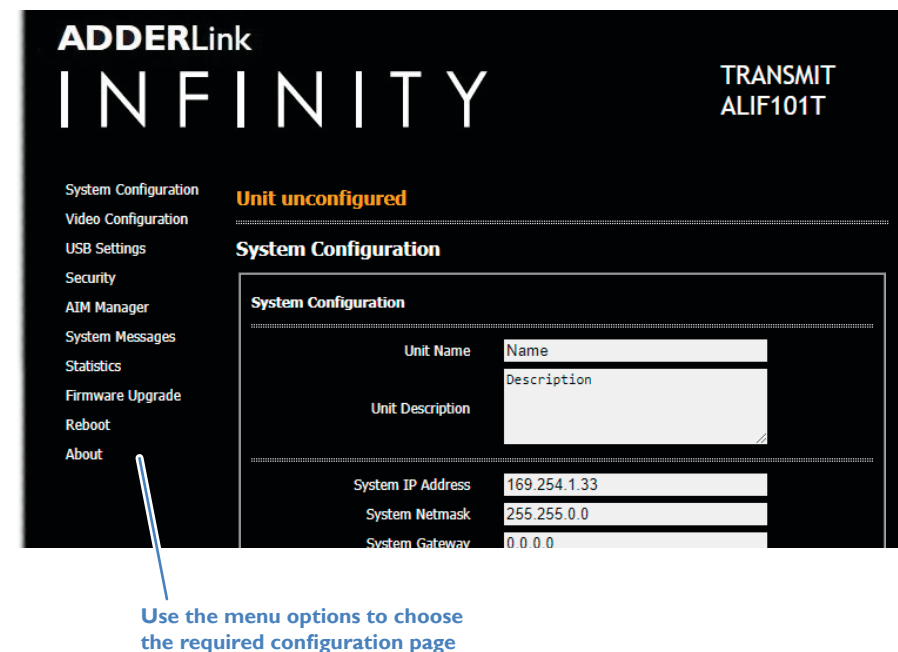 ADDERLink
INFINITY
TRANSMIT
ALIF101T
System Configuration
Video Configuration
USB Settings
Security
AIM Manager
System Messages
Statistics
Firmware Upgrade
Reboot
About
Unit unconfigured
System Configuration
System Configuration
Unit Name Name
Unit Description Description
System IP Address 169.254.1.33
System Netmask 255.255.0.0
System Gateway 0.0.0.0
Use the menu options to choose
the required configuration page